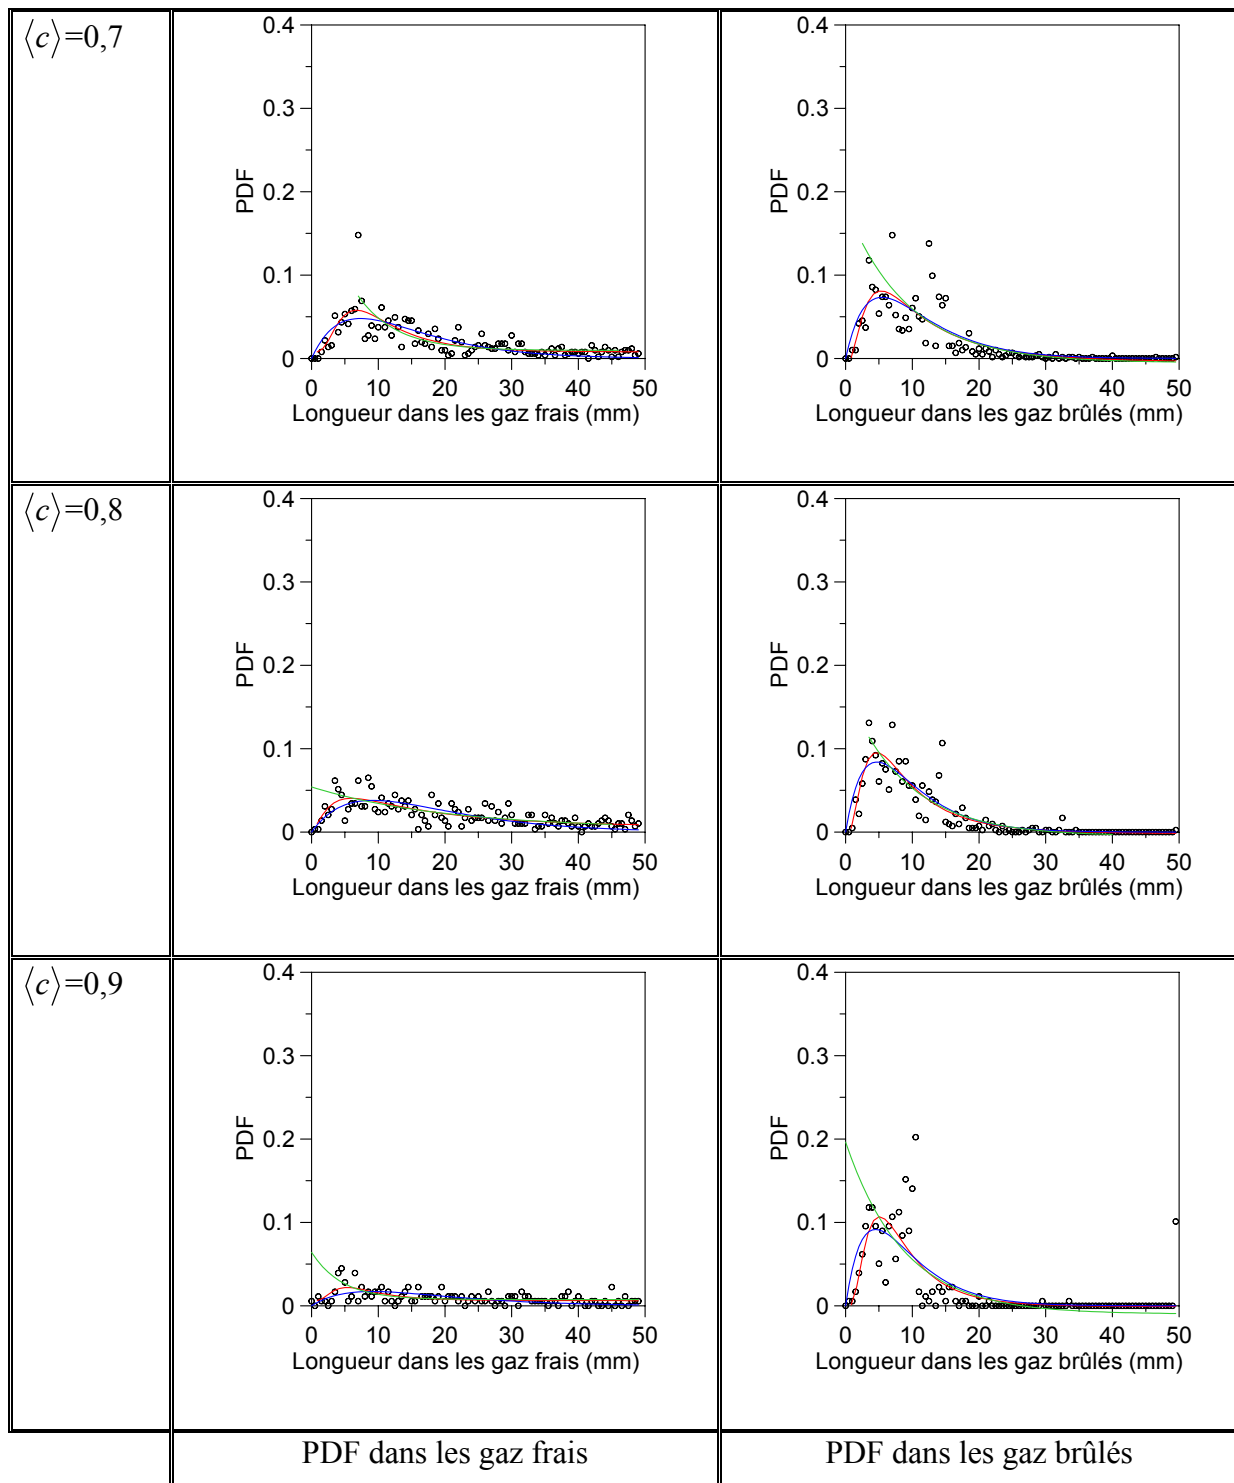 ⟨c⟩=0,7
0.4
0.3
0.2
0.1
0
PDF
0 10 20 30 40 50
Longueur dans les gaz frais (mm)
0.4
0.3
0.2
0.1
0
PDF
0 10 20 30 40 50
Longueur dans les gaz brûlés (mm)
⟨c⟩=0,8
0.4
0.3
0.2
0.1
0
PDF
0 10 20 30 40 50
Longueur dans les gaz frais (mm)
0.4
0.3
0.2
0.1
0
PDF
0 10 20 30 40 50
Longueur dans les gaz brûlés (mm)
⟨c⟩=0,9
0.4
0.3
0.2
0.1
0
PDF
0 10 20 30 40 50
Longueur dans les gaz frais (mm)
0.4
0.3
0.2
0.1
0
PDF
0 10 20 30 40 50
Longueur dans les gaz brûlés (mm)
PDF dans les gaz frais
PDF dans les gaz brûlés